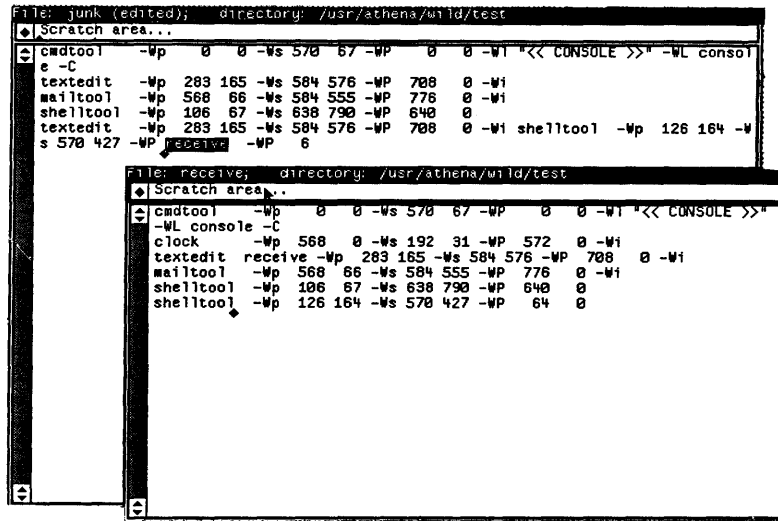 File: junk (edited); directory: /usr/athena/wild/test
Scratch area...
cmdtool -Wp 0 0 -Ws 570 67 -WP 0 0 -Wl "<< CONSOLE >>" -WL consol
e -C
textedit -Wp 283 165 -Ws 584 576 -WP 708 0 -Wi
mailtool -Wp 568 66 -Ws 584 555 -WP 776 0 -Wi
shelltool -Wp 106 67 -Ws 638 790 -WP 640 0
textedit -Wp 283 165 -Ws 584 576 -WP 708 0 -Wi shelltool -Wp 126 164 -W
s 570 427 -WP receive -WP 6
File: receive; directory: /usr/athena/wild/test
Scratch area...
cmdtool -Wp 0 0 -Ws 570 67 -WP 0 0 -Wl "<< CONSOLE >>"
-WL console -C
clock -Wp 568 0 -Ws 192 31 -WP 572 0 -Wi
textedit receive -Wp 283 165 -Ws 584 576 -WP 708 0 -Wi
mailtool -Wp 568 66 -Ws 584 555 -WP 776 0 -Wi
shelltool -Wp 106 67 -Ws 638 790 -WP 640 0
shelltool -Wp 126 164 -Ws 570 427 -WP 64 0